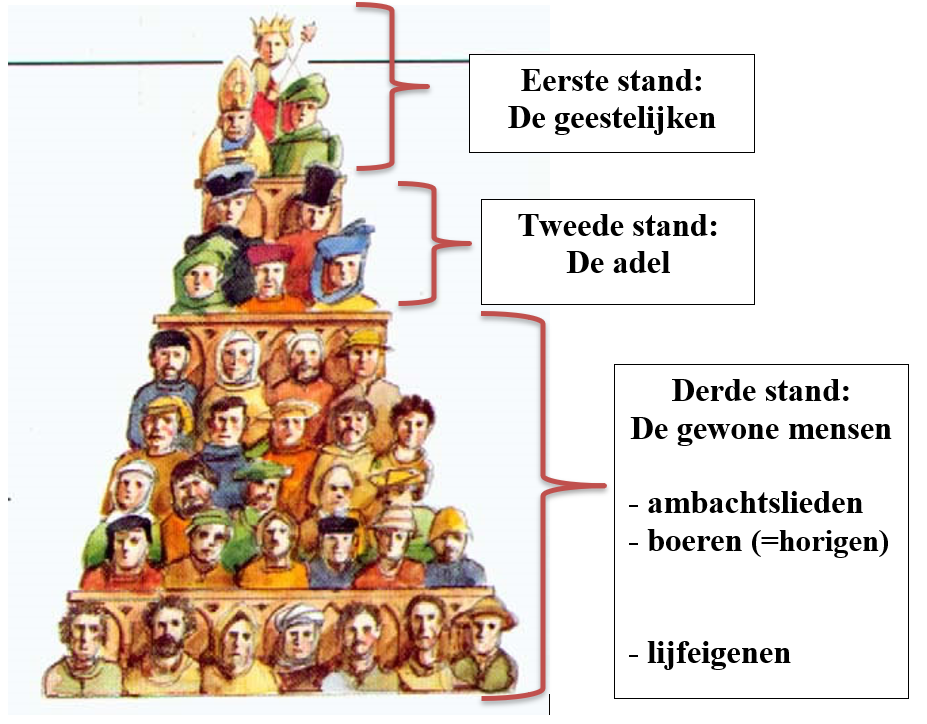 Eerste stand:
De geestelijken
Tweede stand:
De adel
Derde stand:
De gewone mensen
- ambachtslieden
- boeren (=horigen)
- lijfeigenen